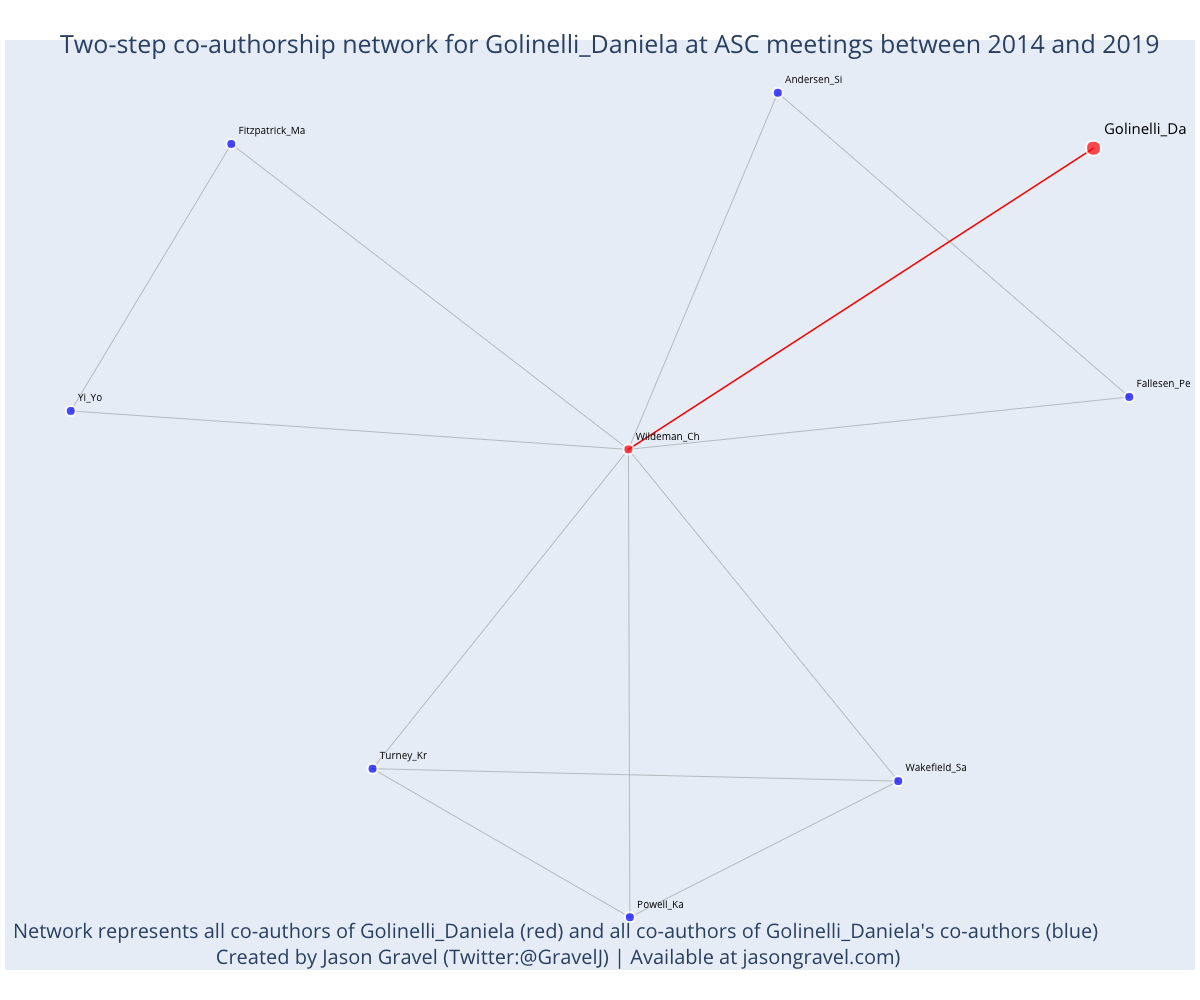 Two-step co-authorship network for Golinelli_Daniela at ASC meetings between 2014 and 2019
Andersen_Si
Golinelli_Da
Fitzpatrick_Ma
Fallesen_Pe
Yi_Yo
Wildeman_Ch
Turney_Kr
Wakefield_Sa
Powell_Ka
Network represents all co-authors of Golinelli_Daniela (red) and all co-authors of Golinelli_Daniela's co-authors (blue)
Created by Jason Gravel (Twitter:@GravelJ) | Available at jasongravel.com)